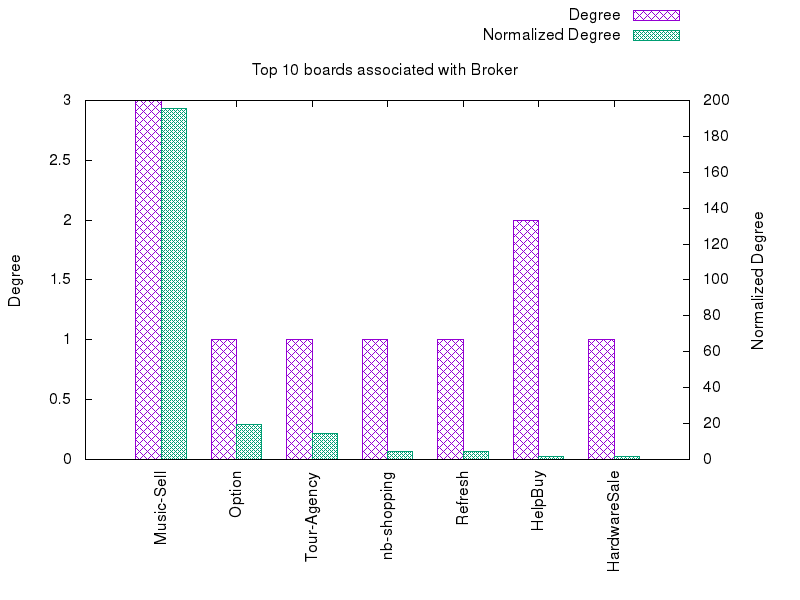 Degree
Normalized Degree
Top 10 boards associated with Broker
3
2.5
2
1.5
1
0.5
0
200
180
160
140
120
100
80
60
40
20
0
Degree
Normalized Degree
Music-Sell
Option
Tour-Agency
nb-shopping
Refresh
HelpBuy
HardwareSale